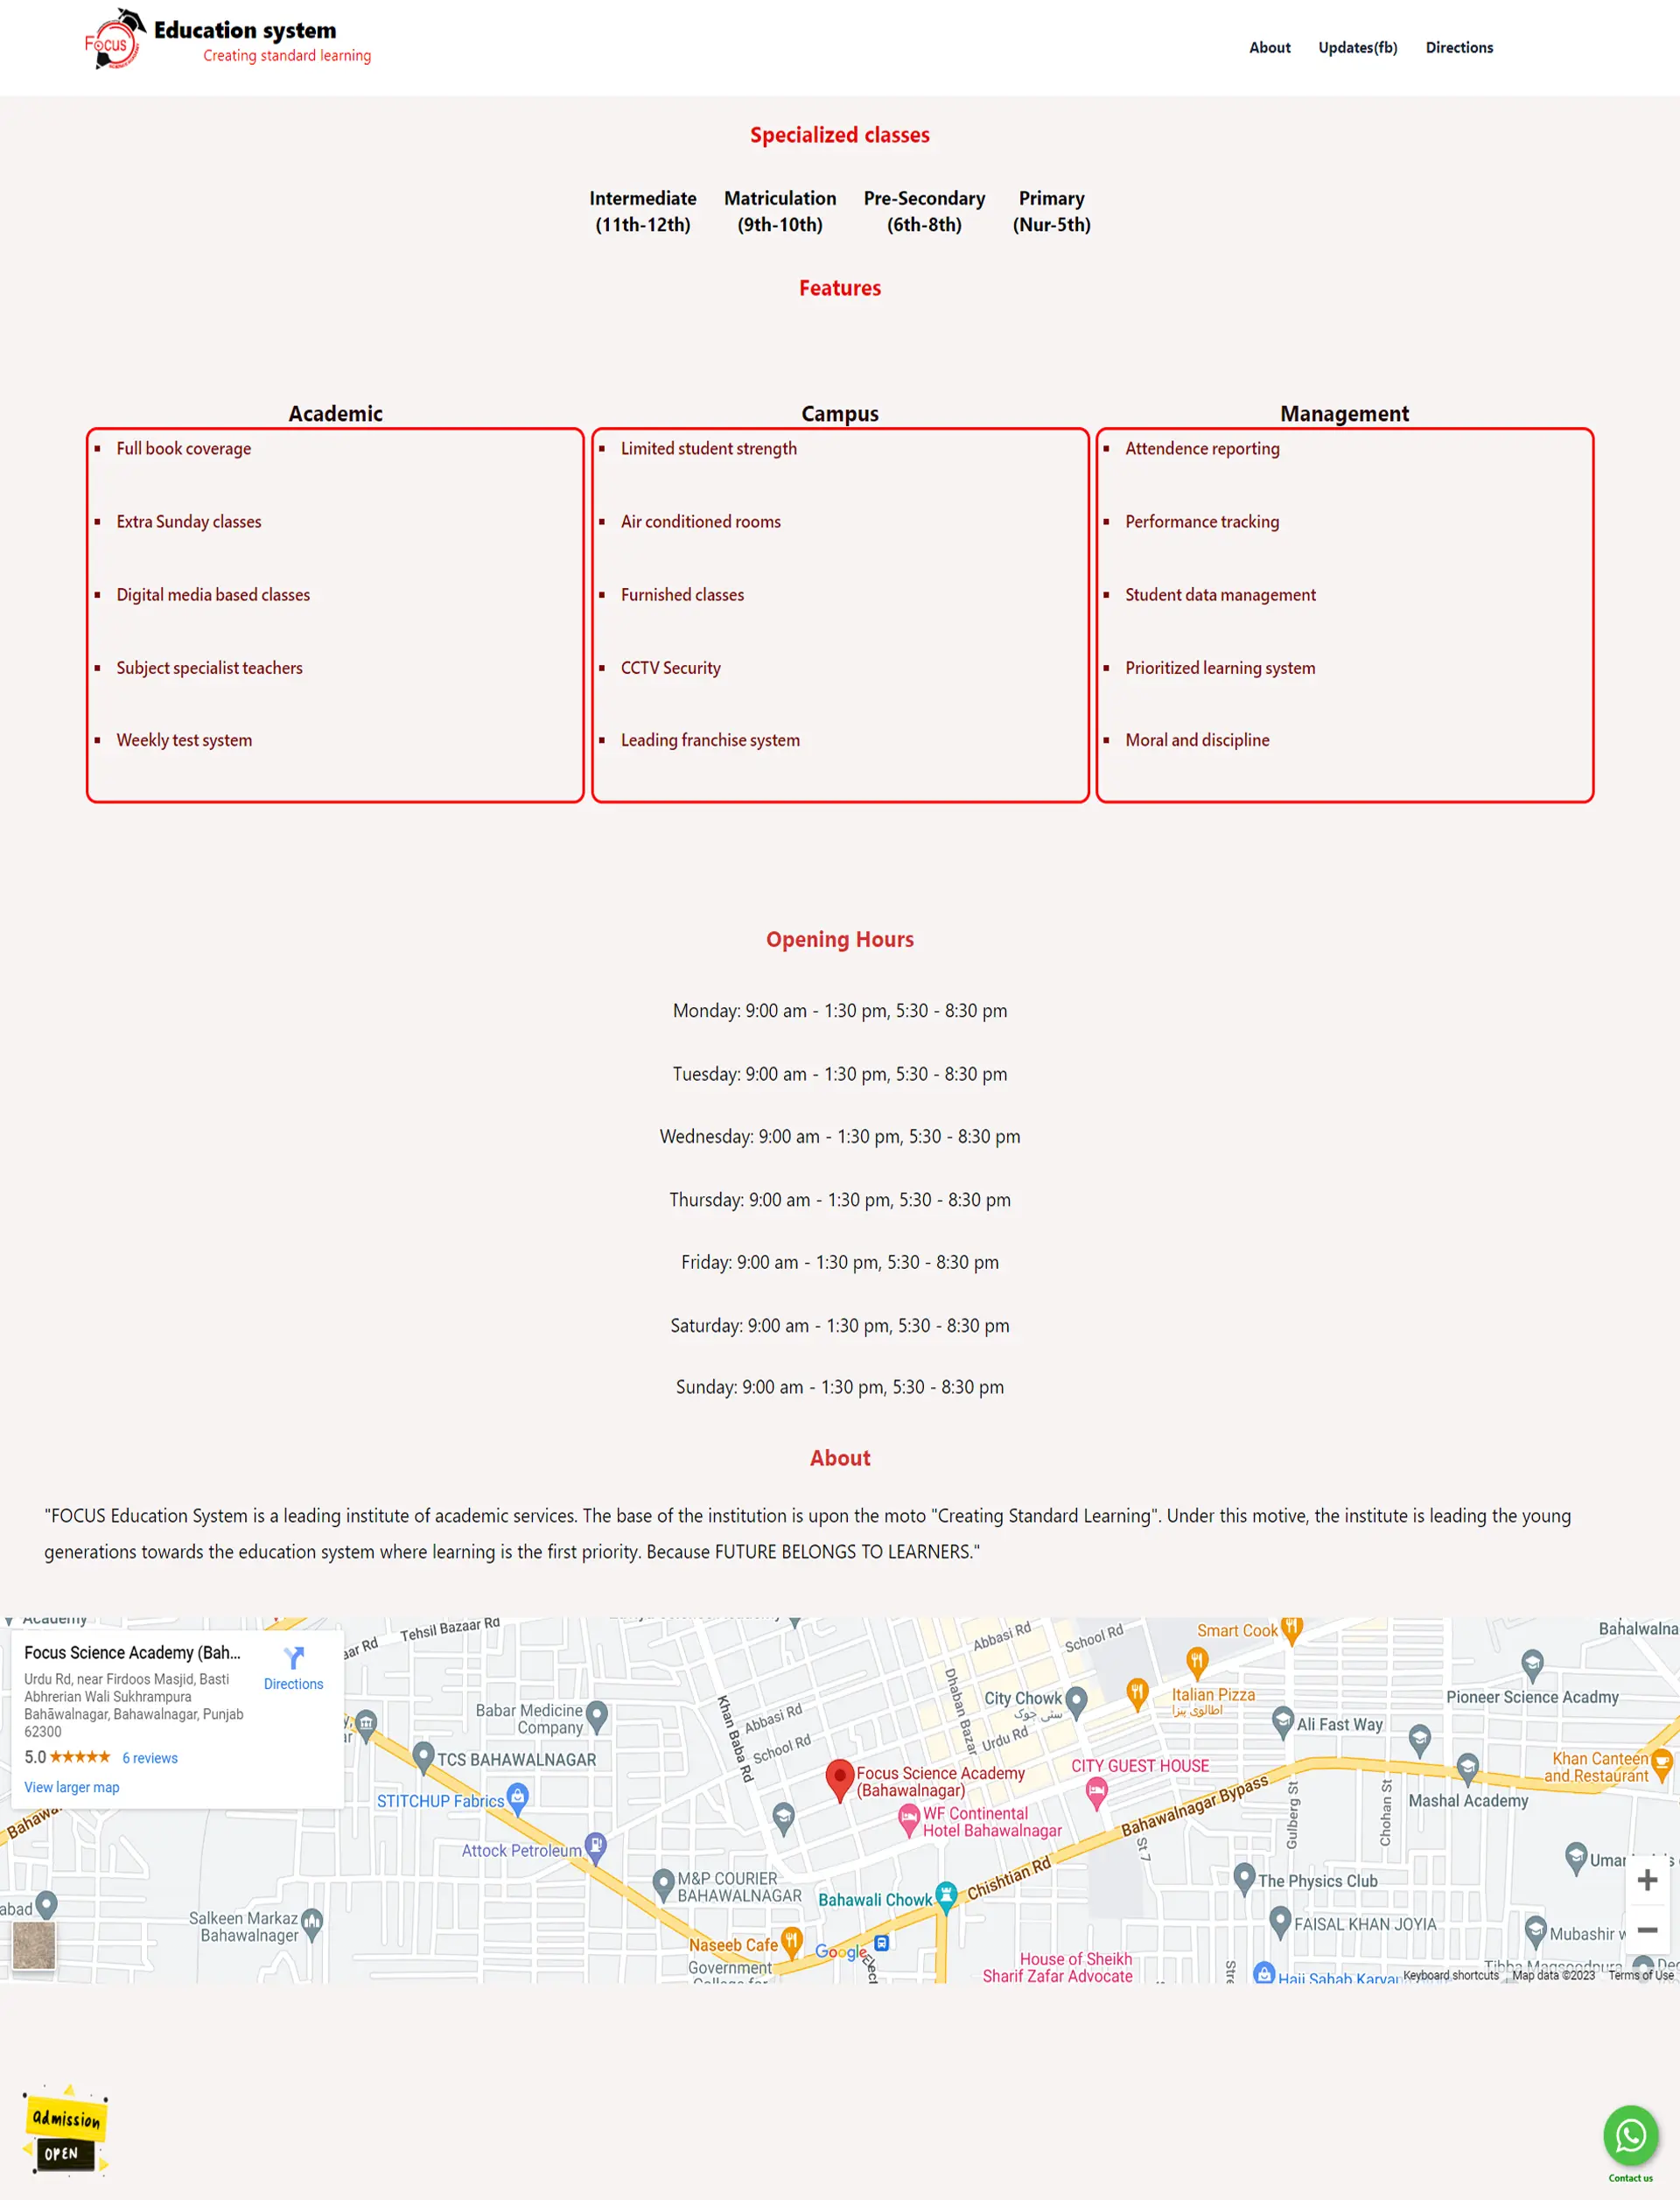 Focus
Education system
Creating standard learning
About
Updates(fb)
Directions
Specialized classes
Intermediate
(11th-12th)
Matriculation
(9th-10th)
Pre-Secondary
(6th-8th)
Primary
(Nur-5th)
Features
Academic
Full book coverage
Extra Sunday classes
Digital media based classes
Subject specialist teachers
Weekly test system
Campus
Limited student strength
Air conditioned rooms
Furnished classes
CCTV Security
Leading franchise system
Management
Attendence reporting
Performance tracking
Student data management
Prioritized learning system
Moral and discipline
Opening Hours
Monday: 9:00 am - 1:30 pm, 5:30 - 8:30 pm
Tuesday: 9:00 am - 1:30 pm, 5:30 - 8:30 pm
Wednesday: 9:00 am - 1:30 pm, 5:30 - 8:30 pm
Thursday: 9:00 am - 1:30 pm, 5:30 - 8:30 pm
Friday: 9:00 am - 1:30 pm, 5:30 - 8:30 pm
Saturday: 9:00 am - 1:30 pm, 5:30 - 8:30 pm
Sunday: 9:00 am - 1:30 pm, 5:30 - 8:30 pm
About
"FOCUS Education System is a leading institute of academic services. The base of the institution is upon the moto "Creating Standard Learning". Under this motive, the institute is leading the young
generations towards the education system where learning is the first priority. Because FUTURE BELONGS TO LEARNERS."
Academy
Focus Science Academy (Bah...
Urdu Rd, near Firdoos Masjid, Basti
Abhrerian Wali Sukhrampura
Bahāwalnagar, Bahawalnagar, Punjab
62300
5.0 ★★★★★ 6 reviews
View larger map
Directions
Tehsil Bazaar Rd
Babar Medicine
Company
TCS BAHAWALNAGAR
STITCHUP Fabrics
Attock Petroleum
Khan Baba Rd
Abbasi Rd
School Rd
Abbasi Rd
School Rd
Dhaban Bazar
City Chowk
سٹی چوک
Urdu Rd
Smart Cook
Italian Pizza
اطالوی پزا
Ali Fast Way
Pioneer Science Acadmy
Khan Canteen
and Restaurant
Mashal Academy
Focus Science Academy
(Bahawalnagar)
CITY GUEST HOUSE
WF Continental
Hotel Bahawalnagar
Bahawalnagar Bypass
Chishtian Rd
St 7
Gulberg St
Chohan St
M&P COURIER
BAHAWALNAGAR
Bahawali Chowk
The Physics Club
FAISAL KHAN JOYIA
Salkeen Markaz
Bahawalnager
Naseeb Cafe
Google
Government
House of Sheikh
Sharif Zafar Advocate
Keyboard shortcuts
Map data ©2023
Terms of Use
admission
OPEN
Contact us